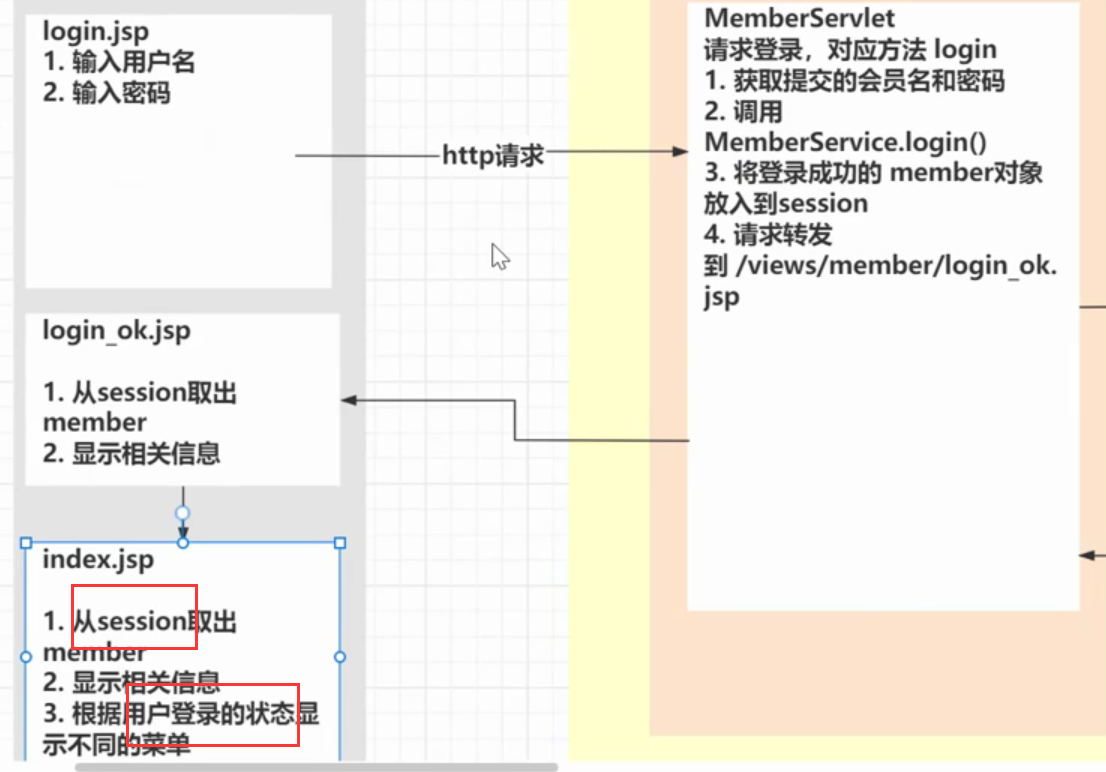 login.jsp
1. 输入用户名
2. 输入密码
http请求
login_ok.jsp
1. 从session取出
member
2. 显示相关信息
index.jsp
1. 从session取出
member
2. 显示相关信息
3. 根据用户登录的状态显
示不同的菜单
MemberServlet
请求登录，对应方法 login
1. 获取提交的会员名和密码
2. 调用
MemberService.login()
3. 将登录成功的 member对象
放入到session
4. 请求转发
到 /views/member/login_ok.
jsp